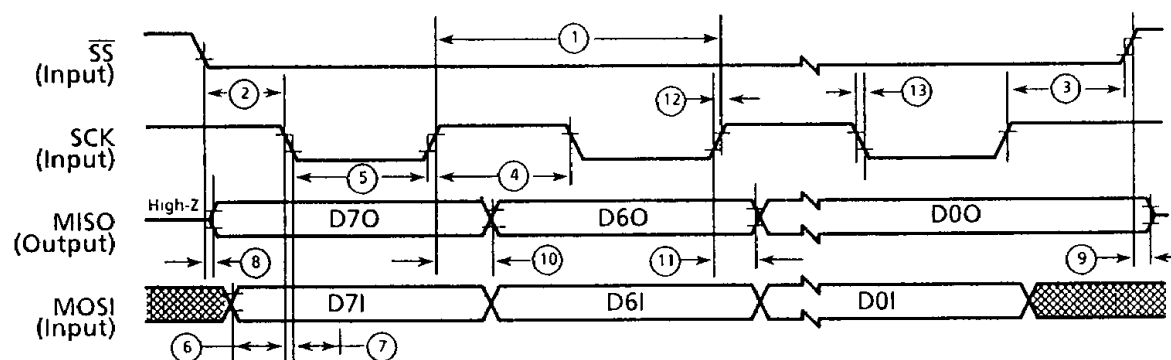 SS
(Input)
1
2
12
13
3
SCK
(Input)
5
4
High-Z
MISO
(Output)
D7O
D6O
D0O
8
10
11
9
MOSI
(Input)
D7I
D6I
D0I
6
7